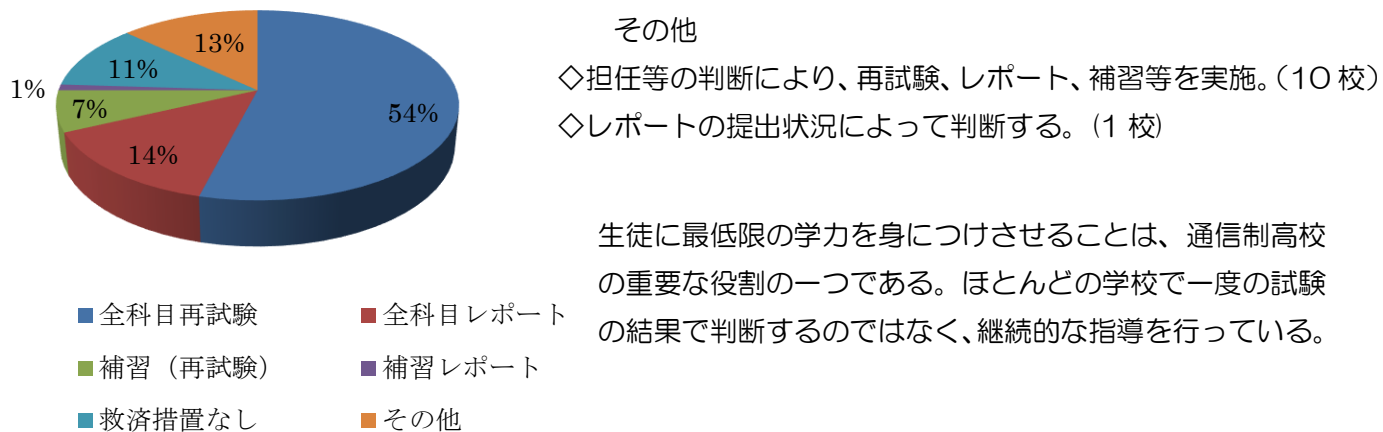 13%
11%
1%
7%
54%
14%
全科目再試験
全科目レポート
補習（再試験）
補習レポート
救済措置なし
その他
その他
◇担任等の判断により、再試験、レポート、補習等を実施。（１０校）
◇レポートの提出状況によって判断する。(１校)
生徒に最低限の学力を身につけさせることは、通信制高校
の重要な役割の一つである。ほとんどの学校で一度の試験
の結果で判断するのではなく、継続的な指導を行っている。